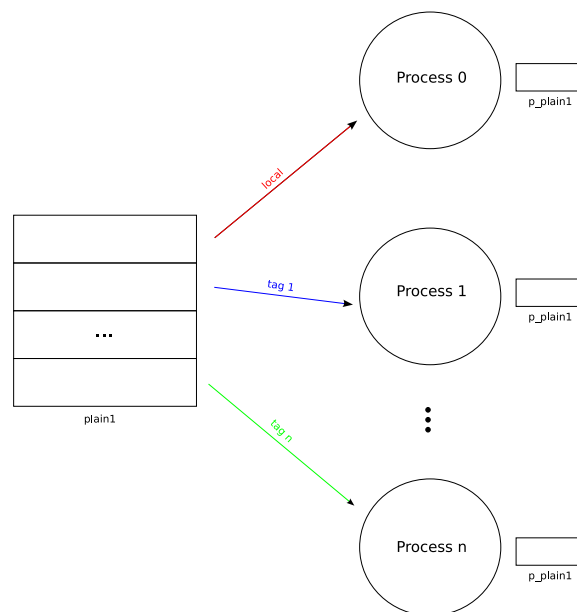 Process 0
p_plain1
local
tag 1
Process 1
p_plain1
...
plain1
tag n
Process n
p_plain1